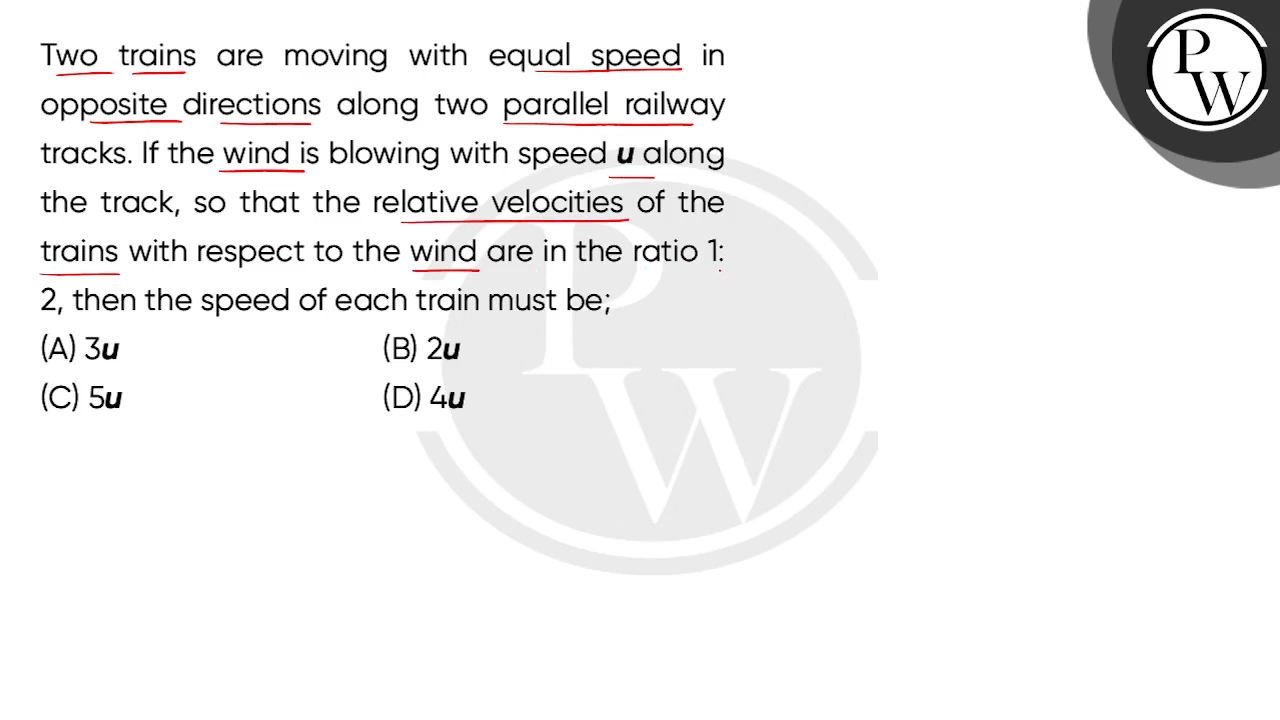 Two trains are moving with equal speed in
opposite directions along two parallel railway
tracks. If the wind is blowing with speed u along
the track, so that the relative velocities of the
trains with respect to the wind are in the ratio 1:
2, then the speed of each train must be;
(A) 3u (B) 2u
(C) 5u (D) 4u
P
W
P
W